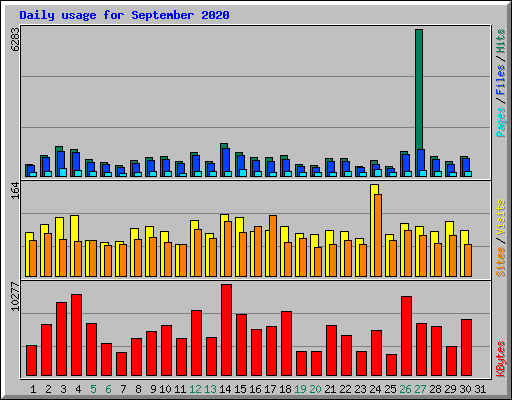 Daily usage for September 2020
6283
Pages / Files / Hits
164
Sites / Visits
10277
KBytes
1 2 3 4 5 6 7 8 9 10 11 12 13 14 15 16 17 18 19 20 21 22 23 24 25 26 27 28 29 30 31